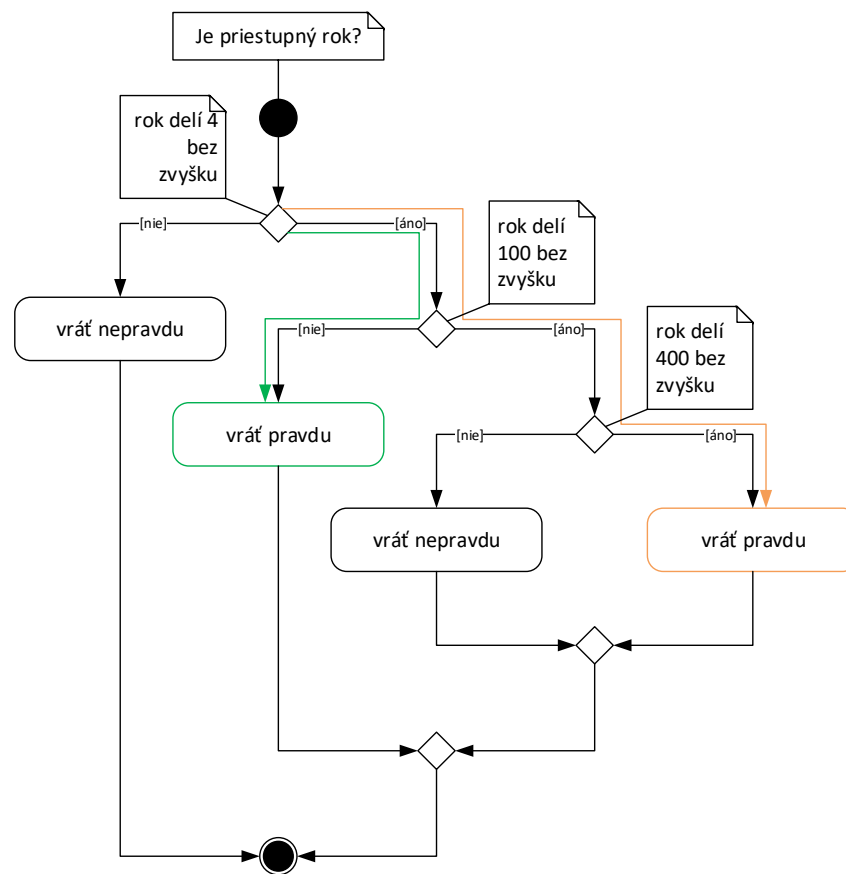 Je priestupný rok?
rok delí 4
bez
zvyšku
[nie]
[áno]
rok delí
100 bez
zvyšku
vráť nepravdu
[nie]
[áno]
rok delí
400 bez
zvyšku
vráť pravdu
[nie]
[áno]
vráť nepravdu
vráť pravdu